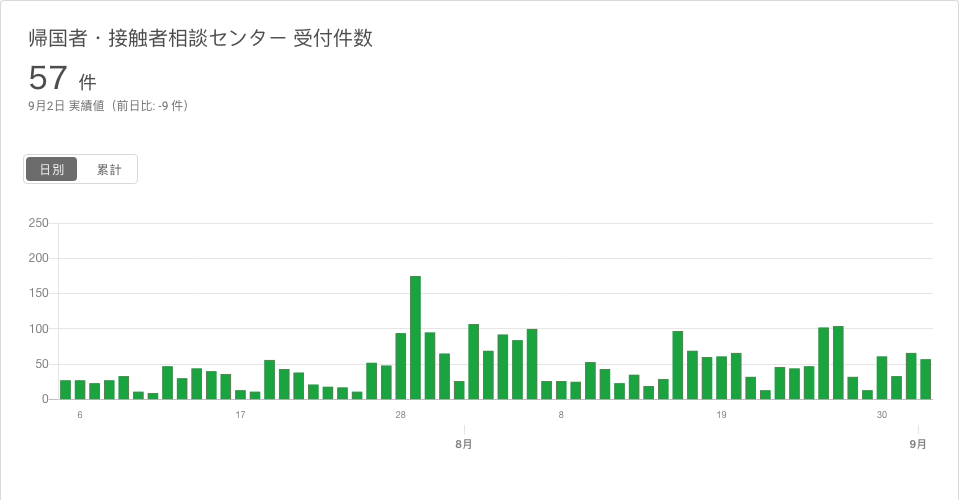 帰国者・接触者相談センター 受付件数
57 件
9月2日 実績値（前日比: -9 件）
日別 累計
250
200
150
100
50
0
6 17 28 8 19 30
8月 9月